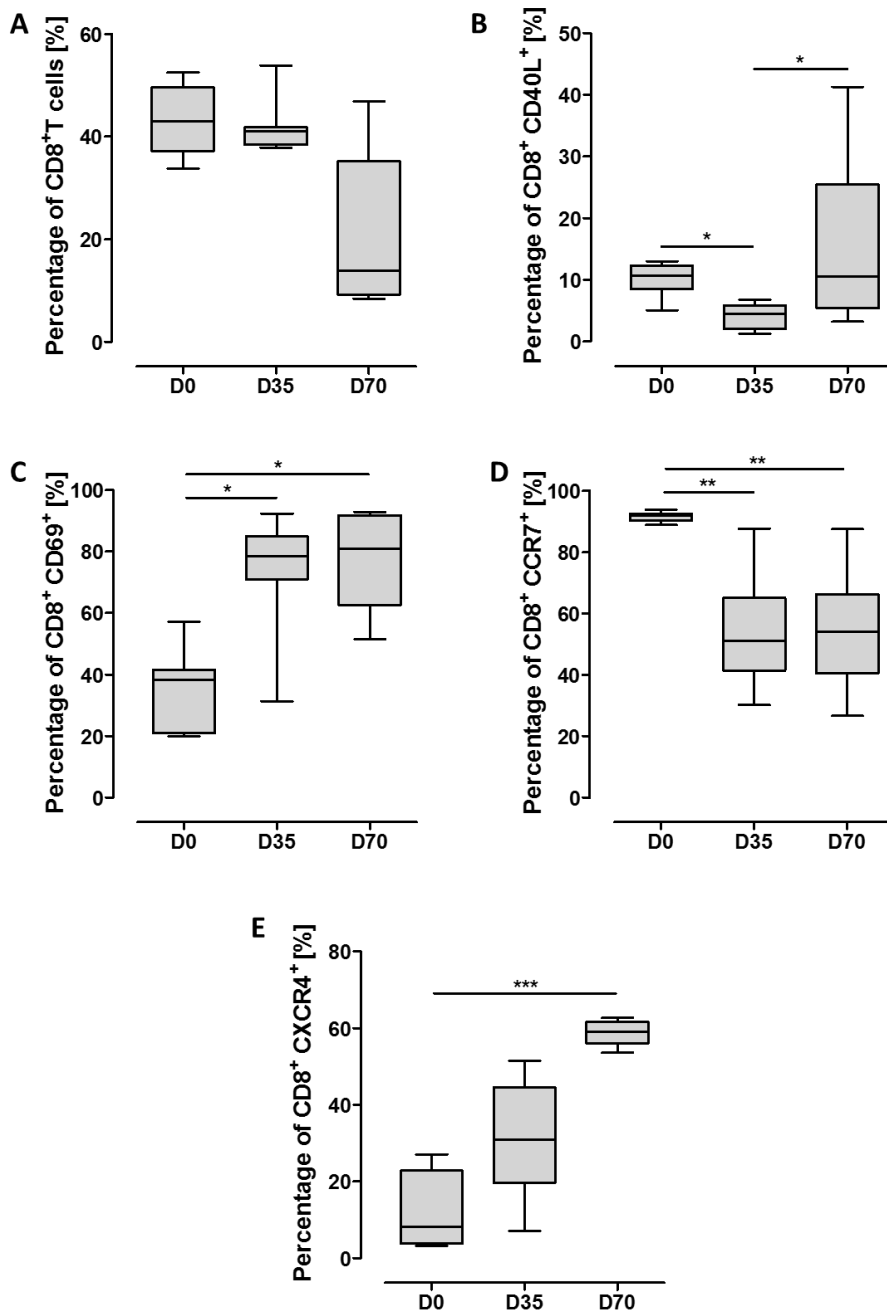 A
Percentage of CD8⁺T cells [%]
60
40
20
0
D0 D35 D70
B
Percentage of CD8⁺ CD40L⁺ [%]
50
40
30
20
10
0
*
*
D0 D35 D70
C
Percentage of CD8⁺ CD69⁺ [%]
100
80
60
40
20
0
*
*
D0 D35 D70
D
Percentage of CD8⁺ CCR7⁺ [%]
100
80
60
40
20
0
**
**
D0 D35 D70
E
Percentage of CD8⁺ CXCR4⁺ [%]
80
60
40
20
0
***
D0 D35 D70